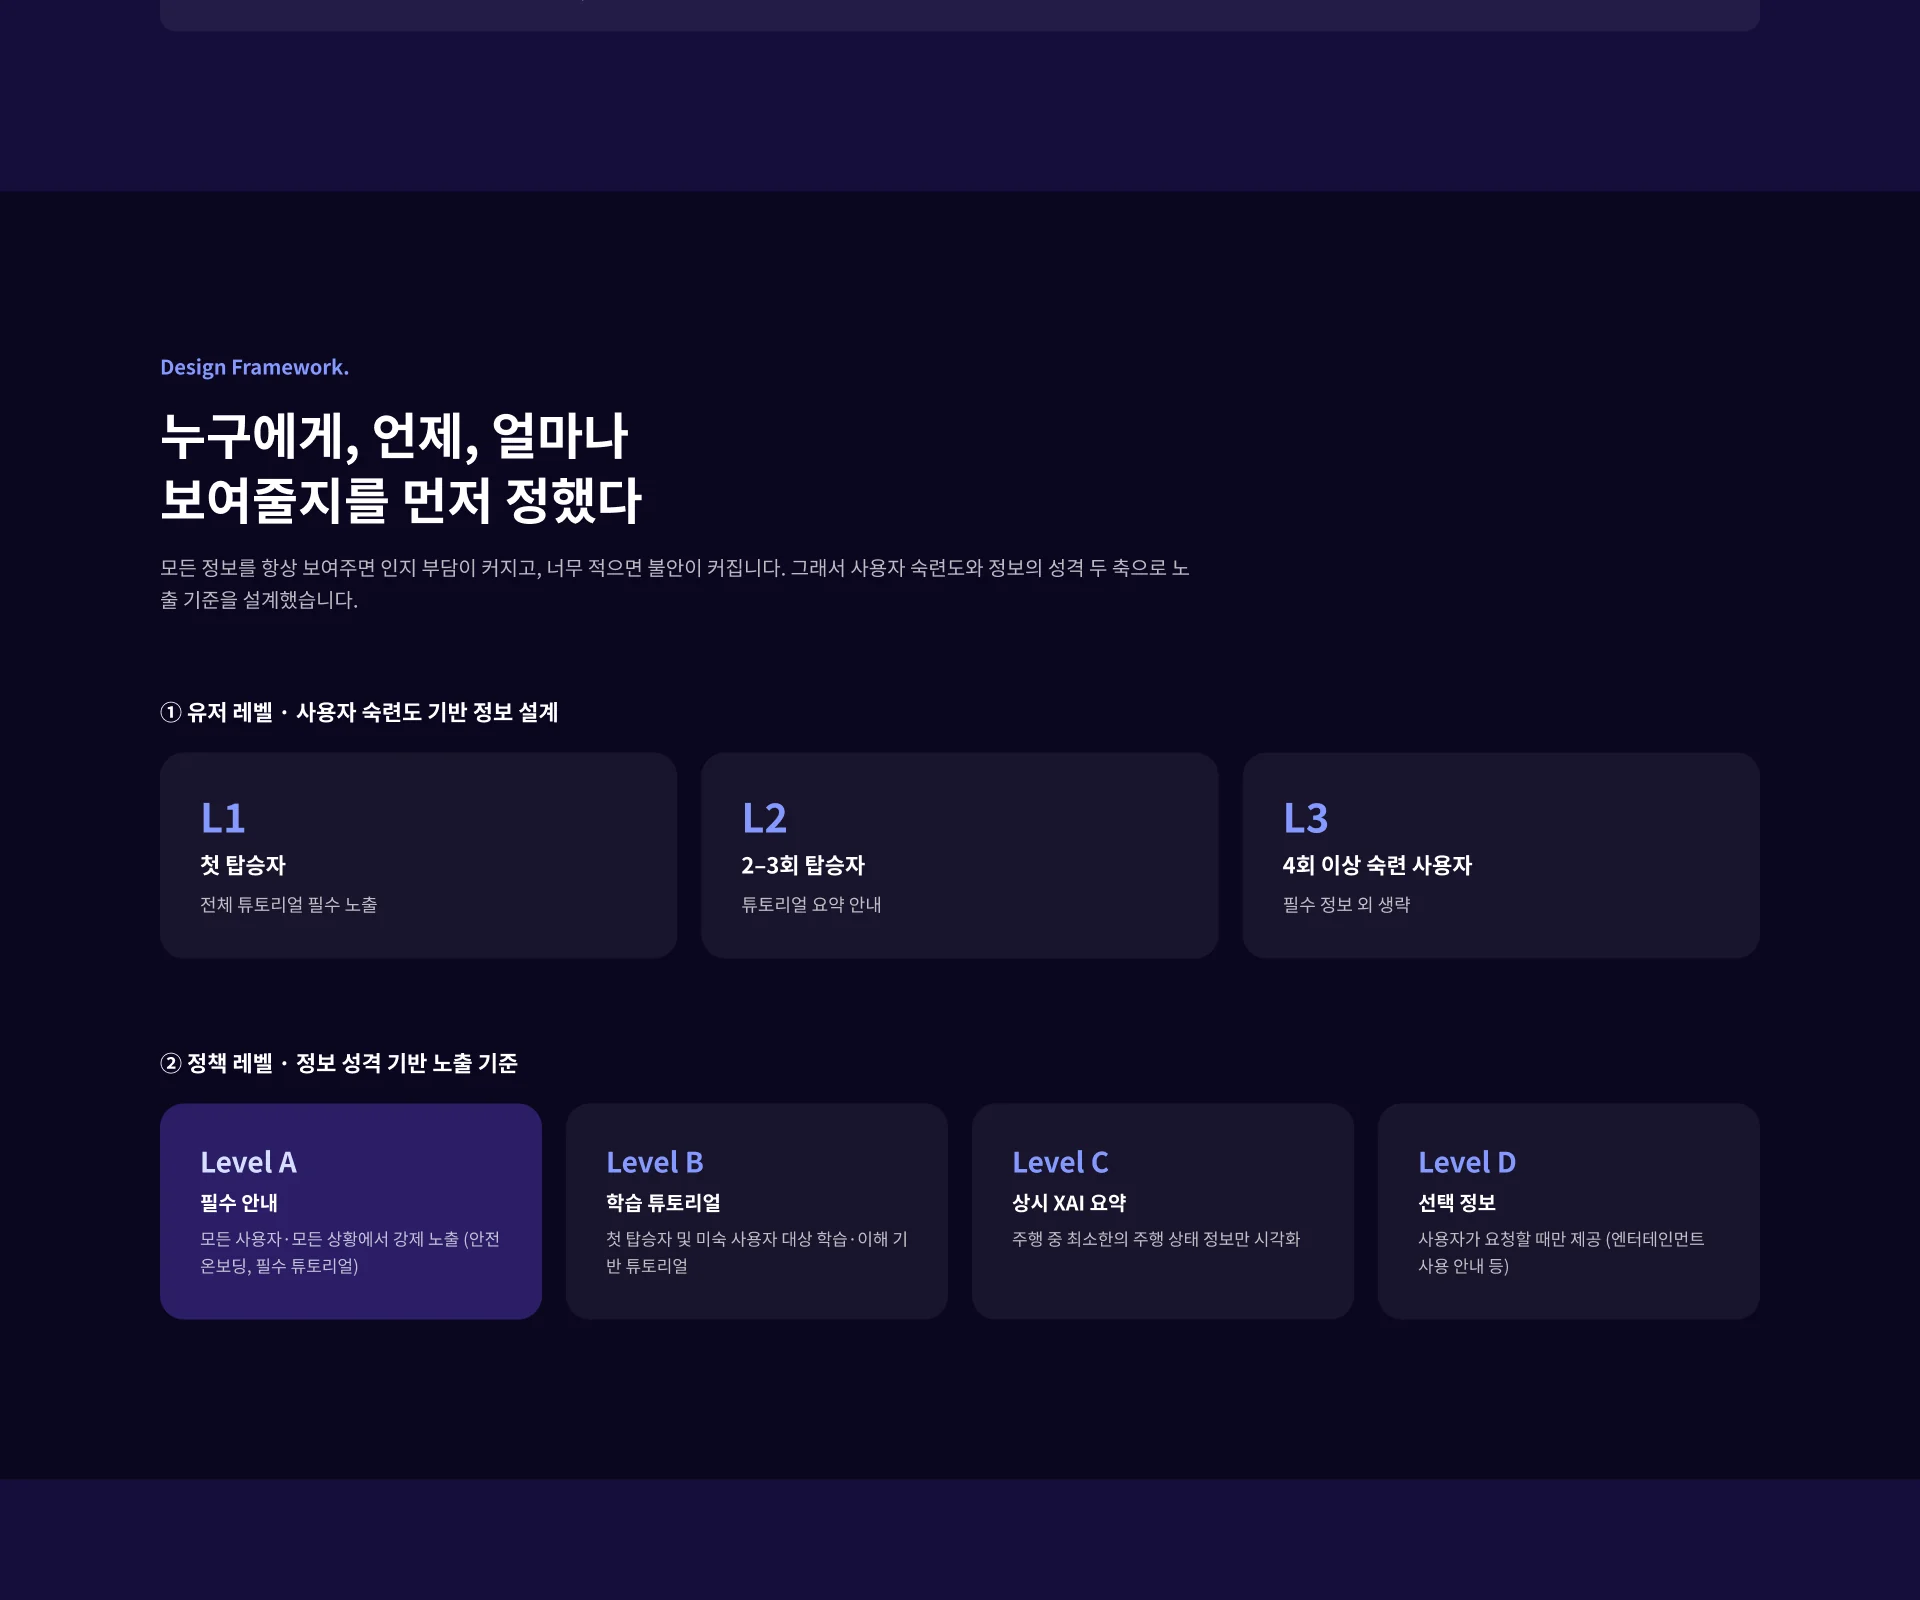 Design Framework.
누구에게, 언제, 얼마나
보여줄지를 먼저 정했다
모든 정보를 항상 보여주면 인지 부담이 커지고, 너무 적으면 불안이 커집니다. 그래서 사용자 숙련도와 정보의 성격 두 축으로 노
출 기준을 설계했습니다.
① 유저 레벨 · 사용자 숙련도 기반 정보 설계
L1
첫 탑승자
전체 튜토리얼 필수 노출
L2
2–3회 탑승자
튜토리얼 요약 안내
L3
4회 이상 숙련 사용자
필수 정보 외 생략
② 정책 레벨 · 정보 성격 기반 노출 기준
Level A
필수 안내
모든 사용자·모든 상황에서 강제 노출 (안전
온보딩, 필수 튜토리얼)
Level B
학습 튜토리얼
첫 탑승자 및 미숙 사용자 대상 학습·이해 기
반 튜토리얼
Level C
상시 XAI 요약
주행 중 최소한의 주행 상태 정보만 시각화
Level D
선택 정보
사용자가 요청할 때만 제공 (엔터테인먼트
사용 안내 등)